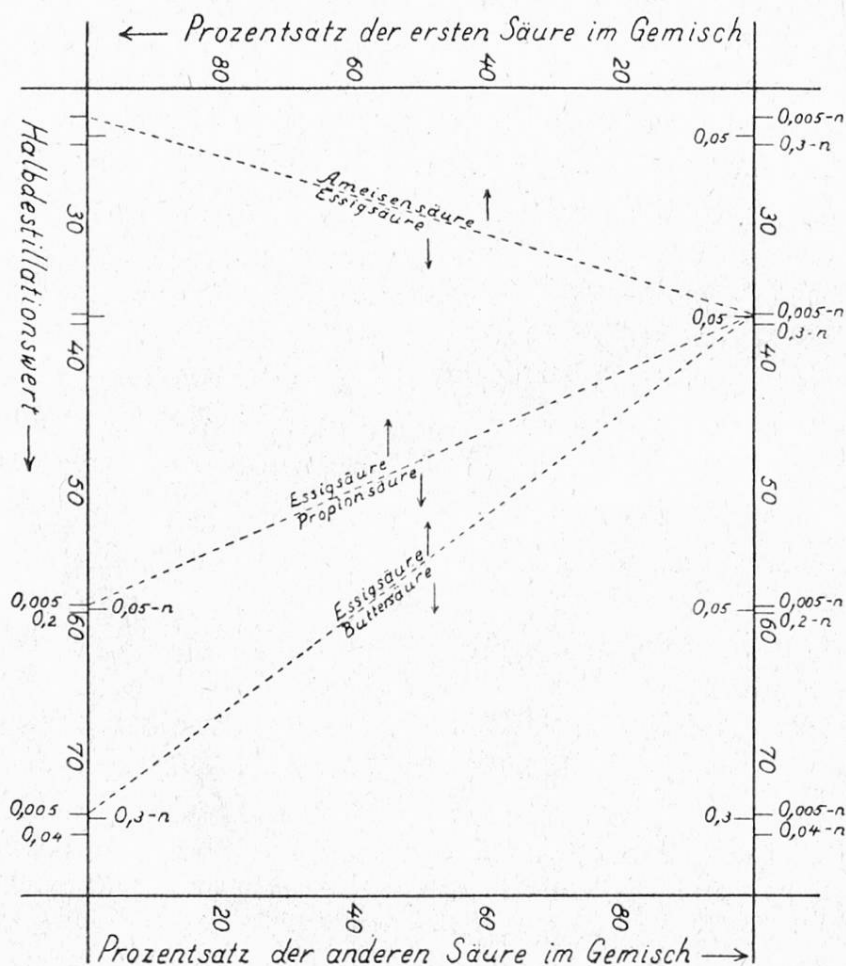 ← Prozentsatz der ersten Säure im Gemisch
80 60 40 20
Halbdestillationswert →
30
40
50
60
70
0,005
0,2
0,05-n
0,005
0,04
0,3-n
Ameisensäure
Essigsäure
Essigsäure
Propionsäure
Essigsäure
Buttersäure
0,05
0,005-n
0,3-n
30
0,05
0,005-n
0,3-n
40
50
0,05
0,005-n
0,2-n
60
70
0,3
0,005-n
0,04-n
20 40 60 80
Prozentsatz der anderen Säure im Gemisch →